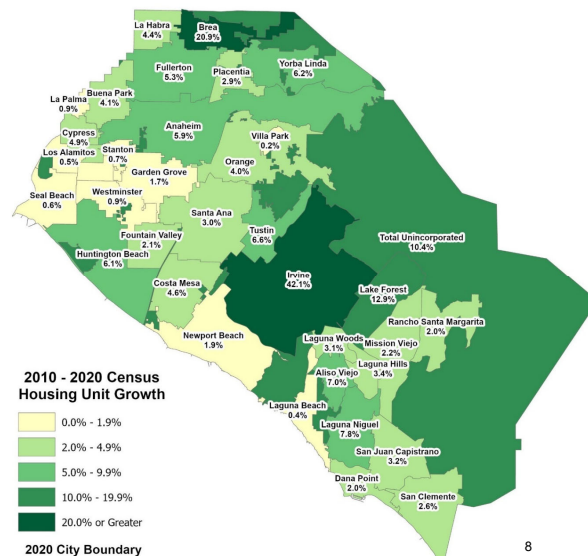 La Habra
4.4%
Brea
20.9%
Fullerton
5.3%
Placentia
2.9%
Yorba Linda
6.2%
La Palma
0.9%
Buena Park
4.1%
Anaheim
5.9%
Cypress
4.9%
Villa Park
0.2%
Los Alamitos
0.5%
Stanton
0.7%
Orange
4.0%
Garden Grove
1.7%
Seal Beach
0.6%
Westminster
0.9%
Santa Ana
3.0%
Tustin
6.6%
Fountain Valley
2.1%
Huntington Beach
6.1%
Total Unincorporated
10.4%
Irvine
42.1%
Costa Mesa
4.6%
Lake Forest
12.9%
Rancho Santa Margarita
2.0%
Newport Beach
1.9%
Laguna Woods
3.1%
Mission Viejo
2.2%
Aliso Viejo
7.0%
Laguna Hills
3.4%
Laguna Beach
0.4%
Laguna Niguel
7.8%
San Juan Capistrano
3.2%
Dana Point
2.0%
San Clemente
2.6%
2010 - 2020 Census
Housing Unit Growth
0.0% - 1.9%
2.0% - 4.9%
5.0% - 9.9%
10.0% - 19.9%
20.0% or Greater
2020 City Boundary
8